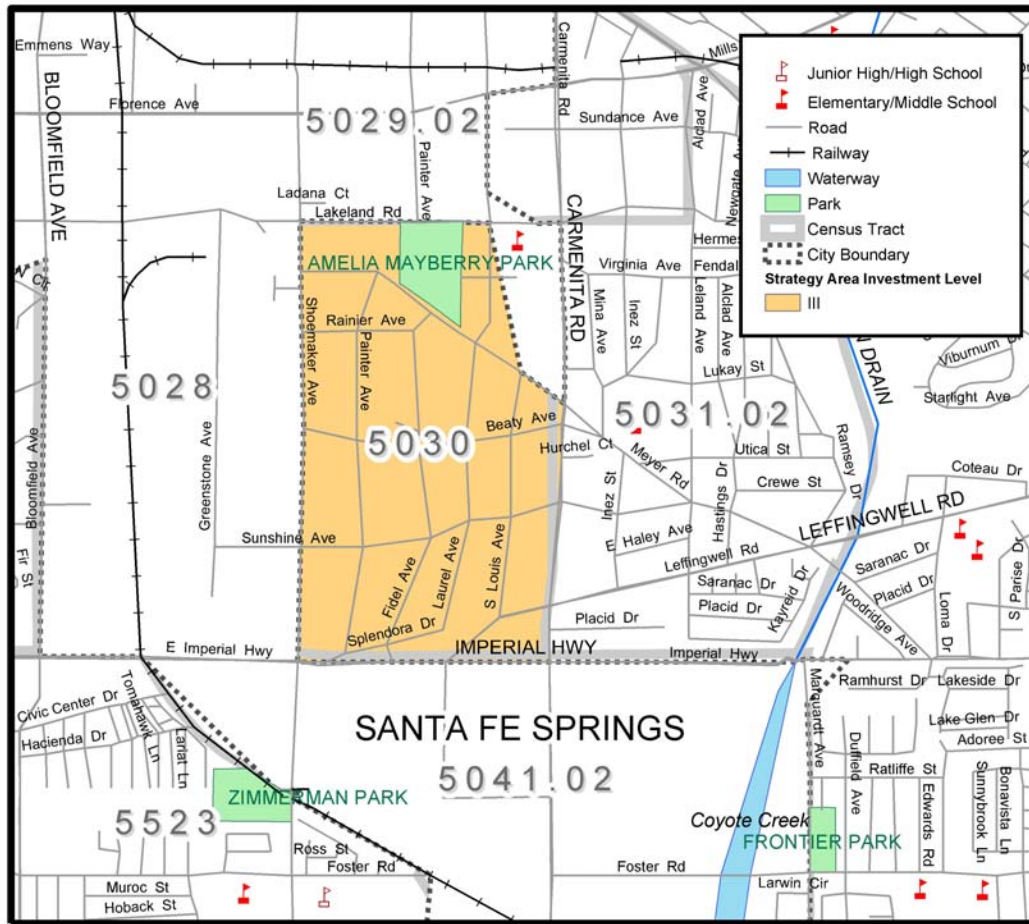 Emmens Way
BLOOMFIELD AVE
Florence Ave
5029.02
Painter Ave
Carmenita Rd
Mills
Dr
Alclad Ave
Sundance Ave
Ladana Ct
Lakeland Rd
CARMENITA RD
Hermes
Junior High/High School
Elementary/Middle School
Road
Railway
Waterway
Park
Census Tract
City Boundary
Strategy Area Investment Level
III
AMELIA MAYBERRY PARK
Virginia Ave
Fendal
Shoemaker Ave
Rainier Ave
Painter Ave
Mina Ave
Inez St
Leland Ave
Alclad Ave
Lukay St
DRAIN
Viburnum
Starlight Ave
5028
5030
5031.02
Beaty Ave
Hurchel Ct
Meyer Rd
Utica St
Ramsey Dr
Coteau Dr
Crewe St
Bloomfield Ave
Greenstone Ave
Inez St
Hastings Dr
LEFFINGWELL RD
Fir St
Sunshine Ave
E Haley Ave
Leffingwell Rd
Fidel Ave
Laurel Ave
S Louis Ave
Saranac Dr
Placid Dr
Kayreid Dr
Saranac Dr
Placid Dr
Woodridge Ave
Loma Dr
S Parise Dr
Splendora Dr
Placid Dr
E Imperial Hwy
IMPERIAL HWY
Imperial Hwy
Civic Center Dr
Hacienda Dr
Tomahawk Ln
Lariat Ln
SANTA FE SPRINGS
Marquardt Ave
Ramhurst Dr
Lakeside Dr
Lake Glen Dr
Adoree St
Duffield Ave
Ratliffe St
Edwards Rd
Sunnybrook Ln
Bonavista Ln
5041.02
ZIMMERMAN PARK
5523
Coyote Creek
FRONTIER PARK
Ross St
Foster Rd
Foster Rd
Larwin Cir
Muroc St
Hoback St